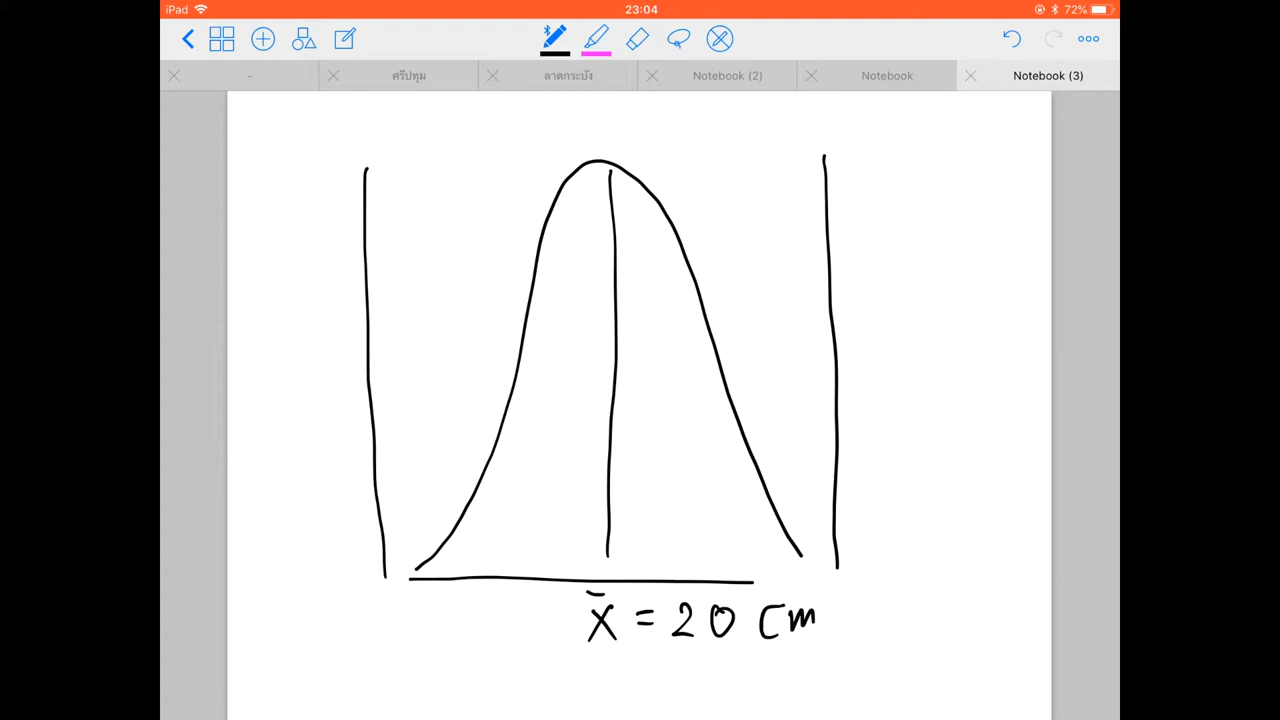 iPad 23:04 72%
- ศรีปทุม ลาดกระบัง Notebook (2) Notebook Notebook (3)
x̄ = 20 cm